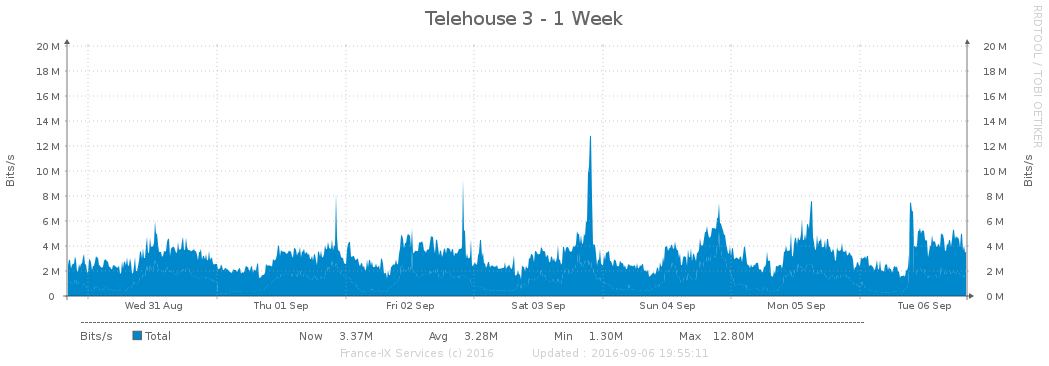 Telehouse 3 - 1 Week
RRDTOOL / TOBI OETIKER
Bits/s
20 M 20 M
18 M 18 M
16 M 16 M
14 M 14 M
12 M 12 M
10 M 10 M
8 M 8 M
6 M 6 M
4 M 4 M
2 M 2 M
0 0 M
Bits/s
Wed 31 Aug Thu 01 Sep Fri 02 Sep Sat 03 Sep Sun 04 Sep Mon 05 Sep Tue 06 Sep
Bits/s Total Now 3.37M Avg 3.28M Min 1.30M Max 12.80M
France-IX Services (c) 2016 Updated : 2016-09-06 19:55:11